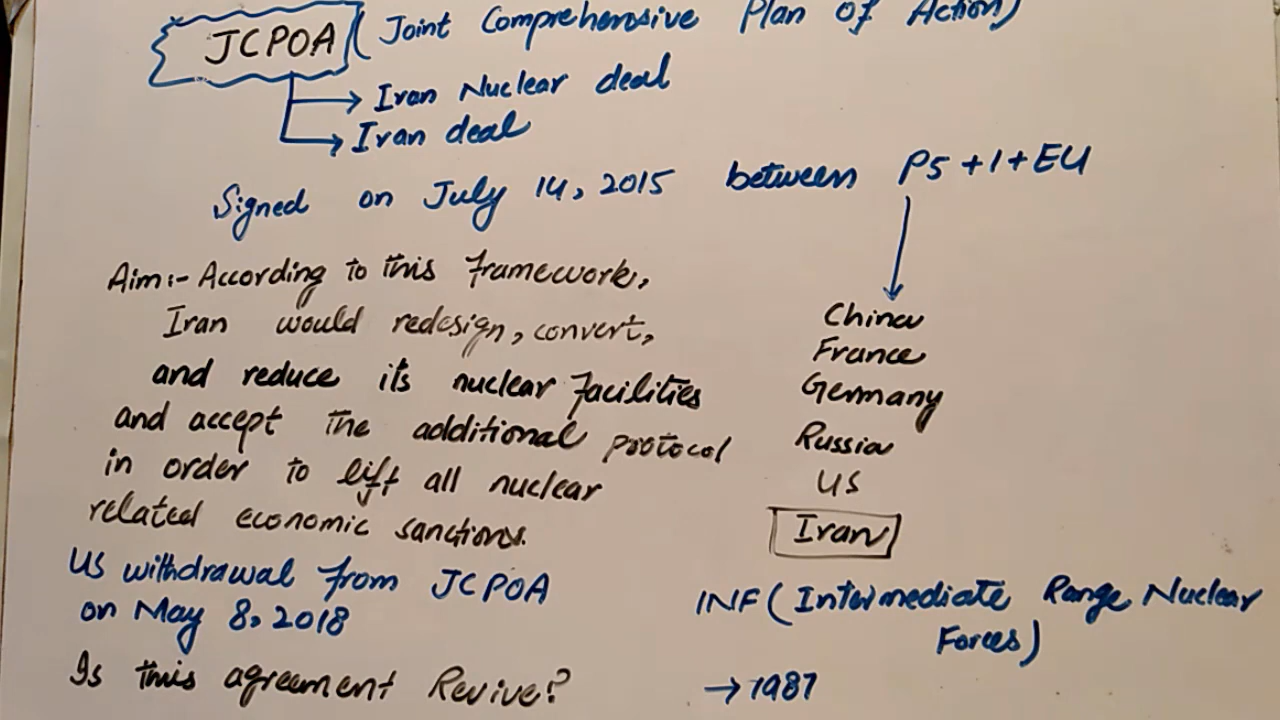 JCPOA (Joint Comprehensive Plan of Action)
→ Iran Nuclear deal
→ Iran deal
Signed on July 14, 2015 between P5 + 1 + EU
Aim:- According to this framework,
Iran would redesign, convert,
and reduce its nuclear facilities
and accept the additional protocol
in order to lift all nuclear
related economic sanctions.
China
France
Germany
Russia
US
Iran
US withdrawal from JCPOA
on May 8, 2018
Is this agreement Revive?
INF (Intermediate Range Nuclear
Forces)
→ 1987